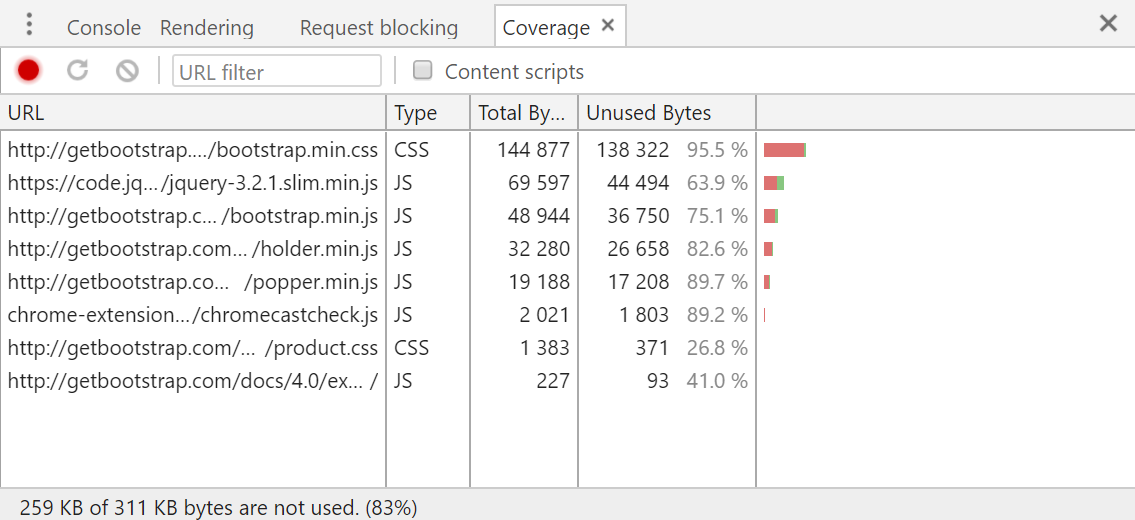 Console Rendering Request blocking Coverage ×
URL filter Content scripts
URL Type Total By... Unused Bytes
http://getbootstrap..../bootstrap.min.css CSS 144 877 138 322 95.5 %
https://code.jq.../jquery-3.2.1.slim.min.js JS 69 597 44 494 63.9 %
http://getbootstrap.c... /bootstrap.min.js JS 48 944 36 750 75.1 %
http://getbootstrap.com... /holder.min.js JS 32 280 26 658 82.6 %
http://getbootstrap.co... /popper.min.js JS 19 188 17 208 89.7 %
chrome-extension.../chromecastcheck.js JS 2 021 1 803 89.2 %
http://getbootstrap.com/... /product.css CSS 1 383 371 26.8 %
http://getbootstrap.com/docs/4.0/ex... / JS 227 93 41.0 %
259 KB of 311 KB bytes are not used. (83%)